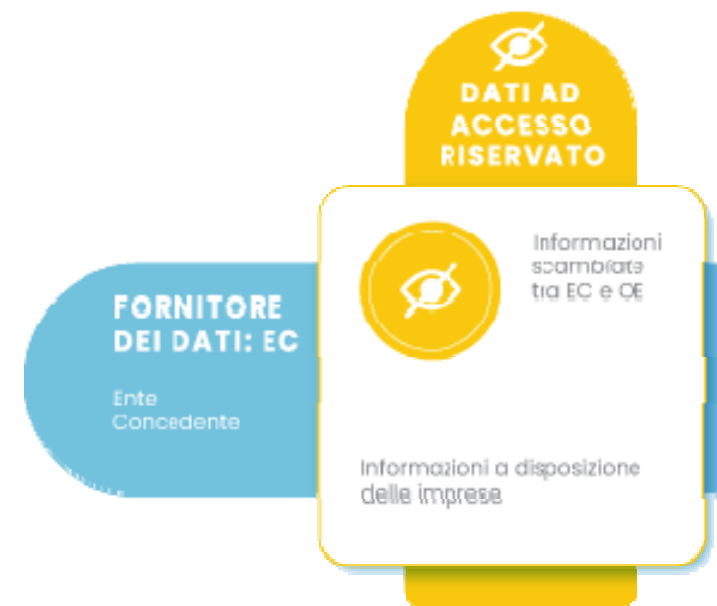 DATI AD
ACCESSO
RISERVATO
Informazioni
scambiate
tra EC e OE
FORNITORE
DEI DATI: EC
Ente
Concedente
Informazioni a disposizione
delle imprese